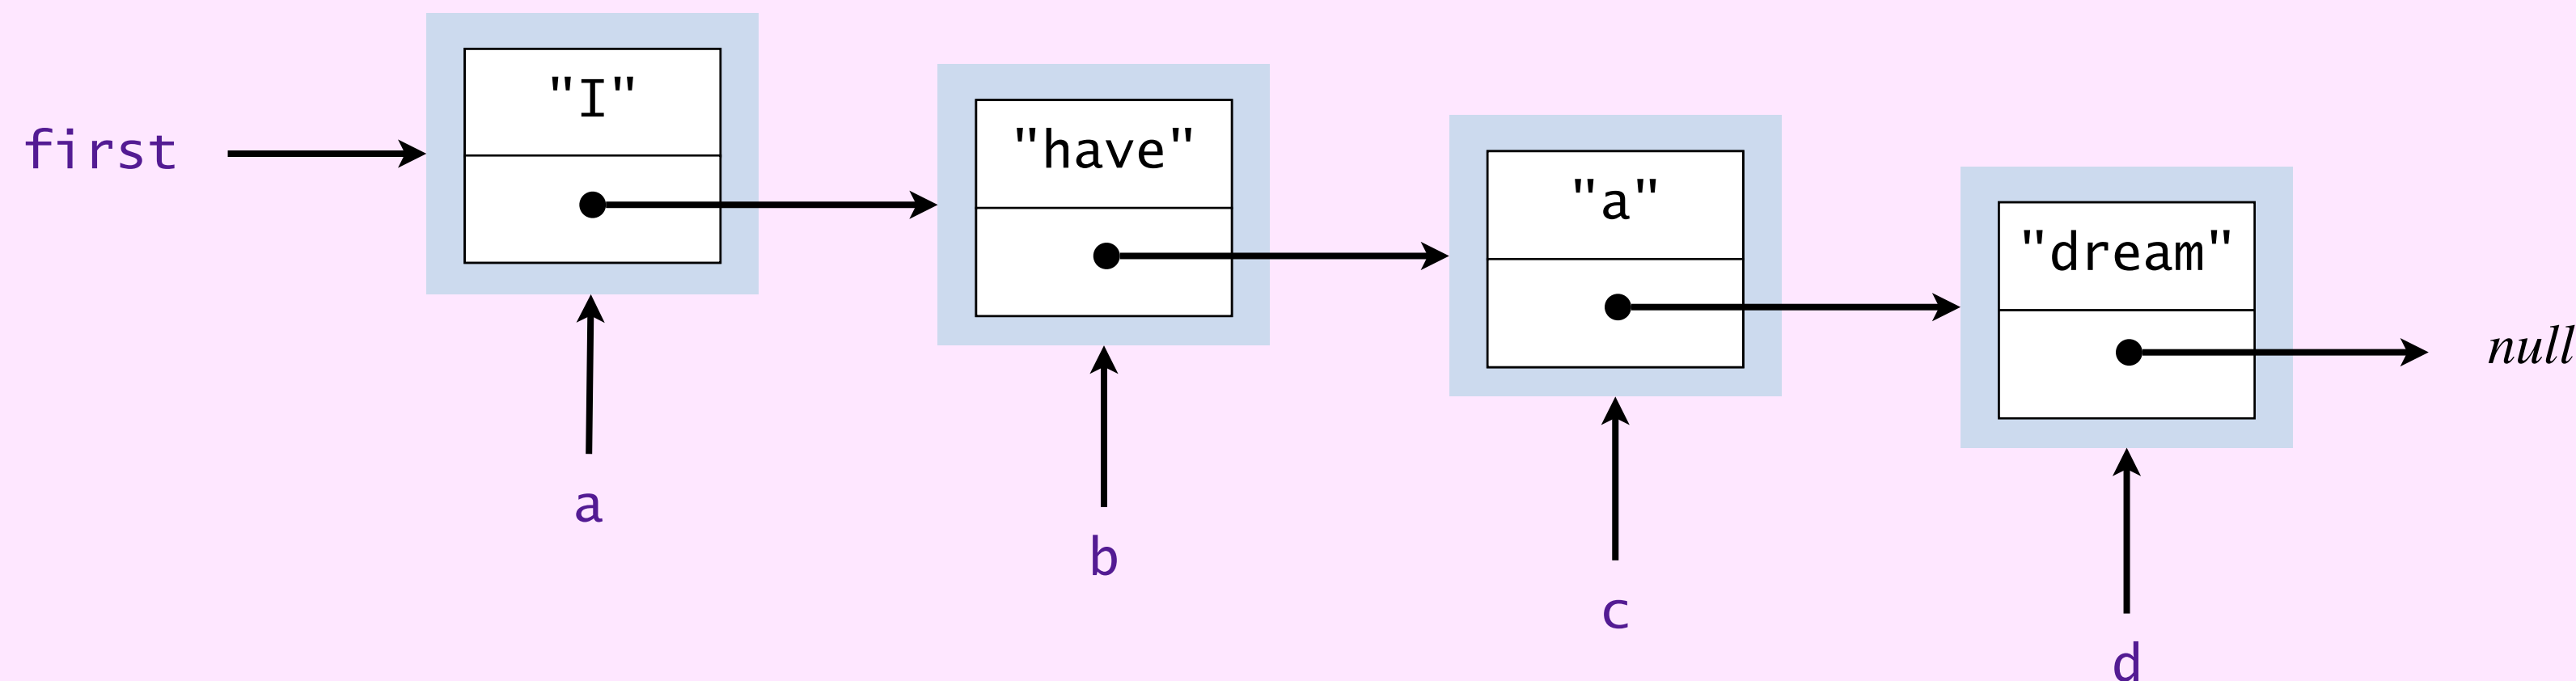 "I"
first
"have"
"a"
"dream"
null
a
b
c
d